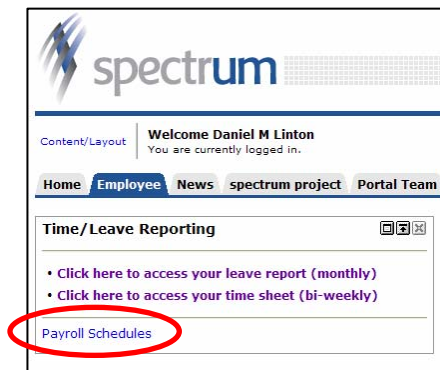 spectrum
Content/Layout
Welcome Daniel M Linton
You are currently logged in.
Home Employee News spectrum project Portal Team
Time/Leave Reporting
• Click here to access your leave report (monthly)
• Click here to access your time sheet (bi-weekly)
Payroll Schedules